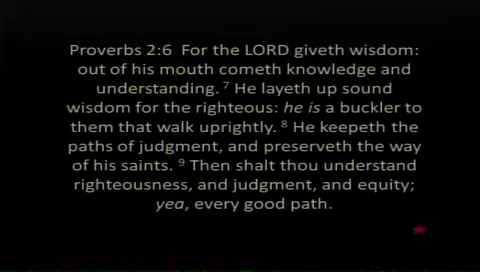 Proverbs 2:6  For the LORD giveth wisdom:
out of his mouth cometh knowledge and
understanding. 7 He layeth up sound
wisdom for the righteous: he is a buckler to
them that walk uprightly. 8 He keepeth the
paths of judgment, and preserveth the way
of his saints. 9 Then shalt thou understand
righteousness, and judgment, and equity;
yea, every good path.